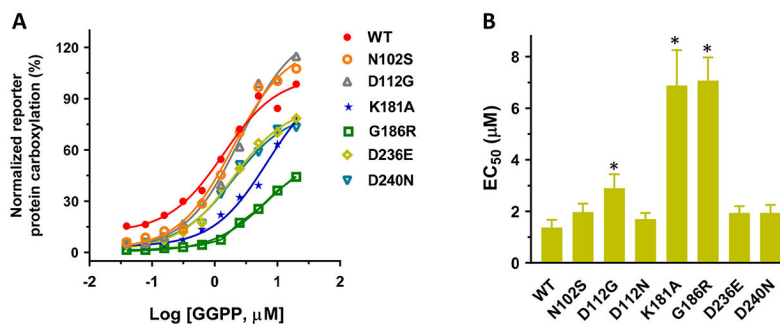 A
Normalized reporter
protein carboxylation (%)
120
90
60
30
0
-2
-1
0
1
2
Log [GGPP, μM]
WT
N102S
D112G
K181A
G186R
D236E
D240N
B
EC50 (μM)
8
6
4
2
0
*
*
*
WT
N102S
D112G
D112N
K181A
G186R
D236E
D240N